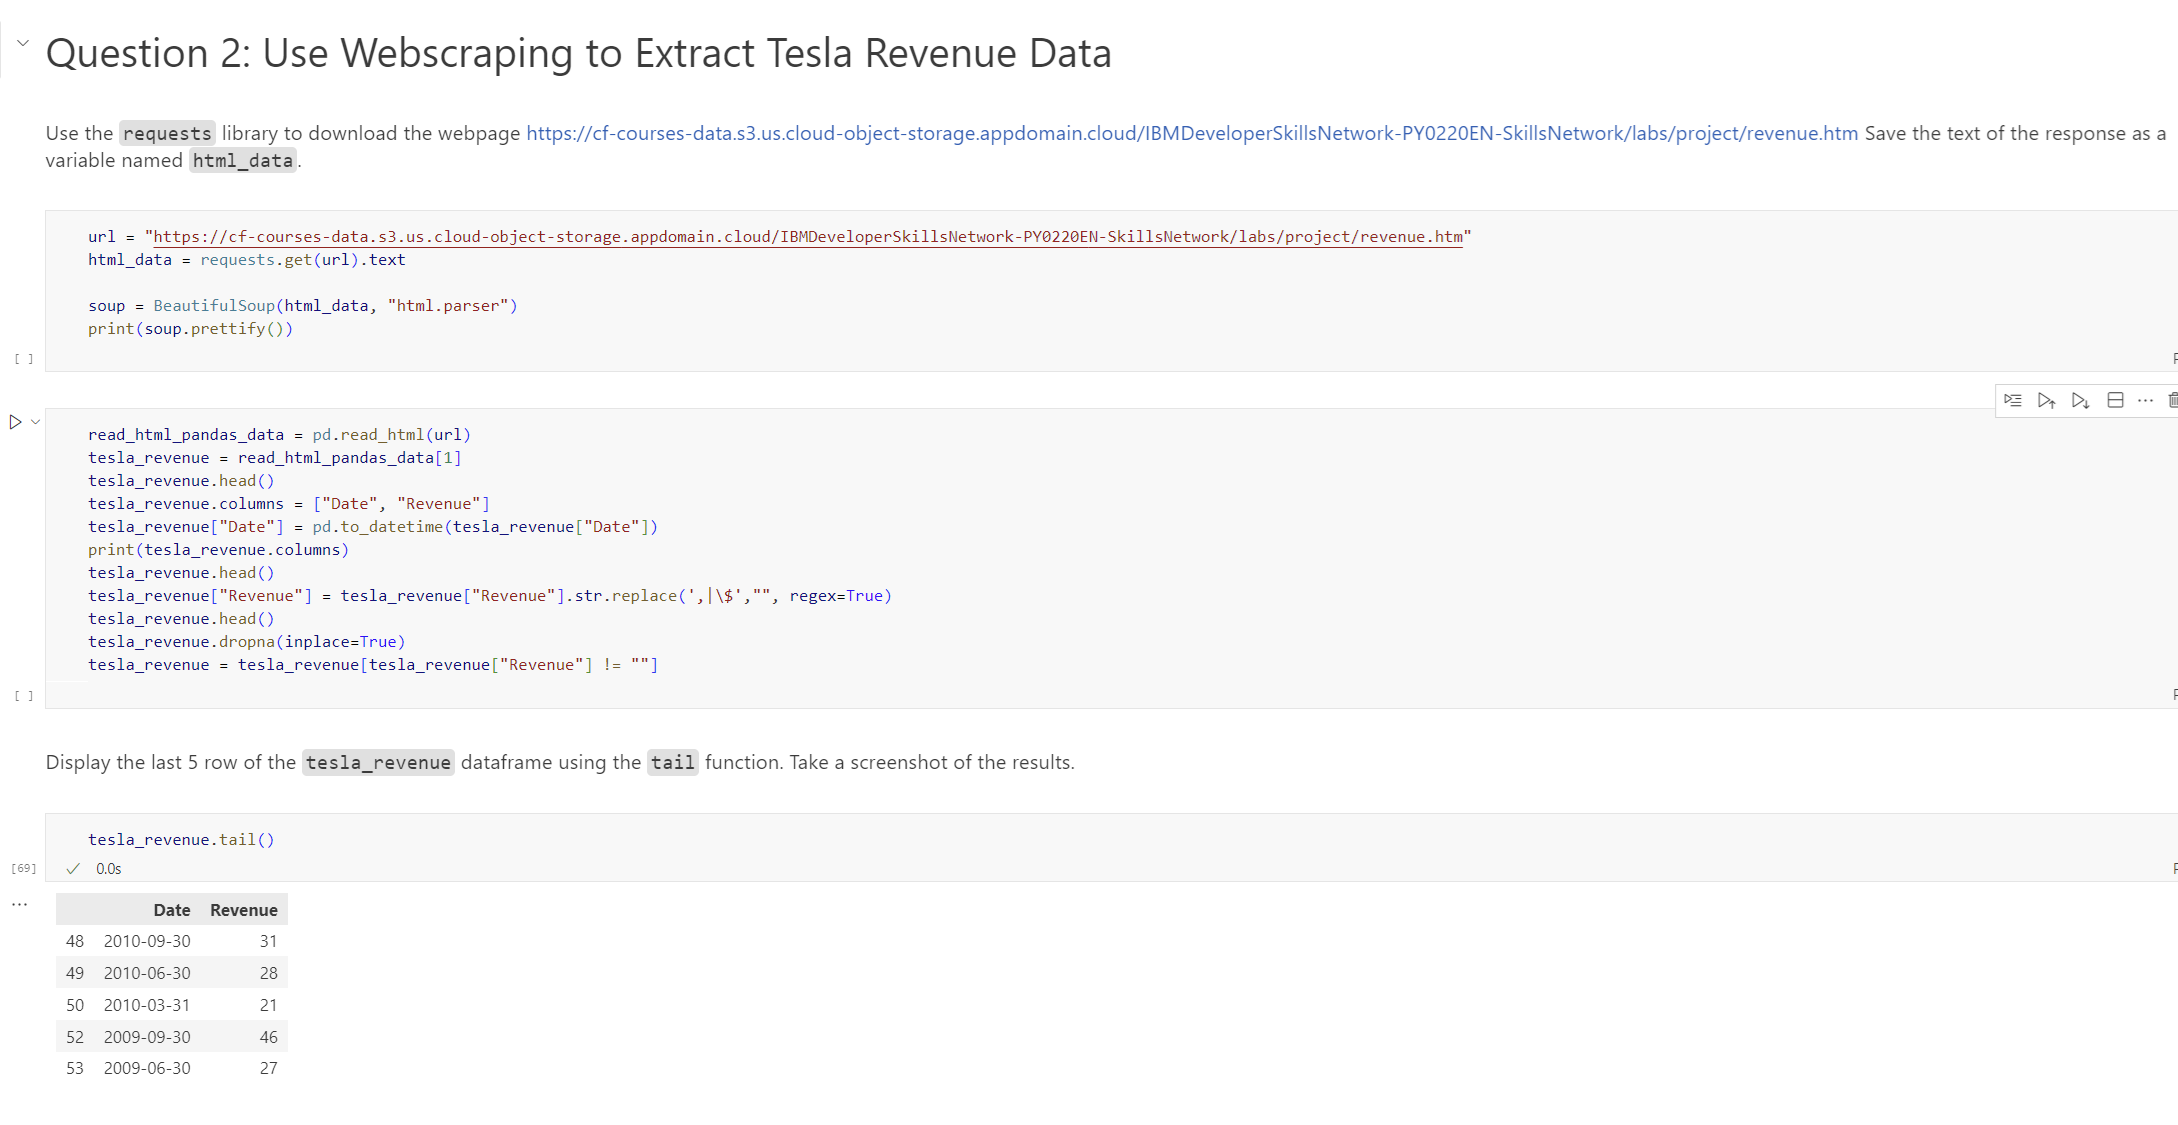 Question 2: Use Webscraping to Extract Tesla Revenue Data
Use the requests library to download the webpage https://cf-courses-data.s3.us.cloud-object-storage.appdomain.cloud/IBMDeveloperSkillsNetwork-PY0220EN-SkillsNetwork/labs/project/revenue.htm Save the text of the response as a
variable named html_data.
url = "https://cf-courses-data.s3.us.cloud-object-storage.appdomain.cloud/IBMDeveloperSkillsNetwork-PY0220EN-SkillsNetwork/labs/project/revenue.htm"
html_data = requests.get(url).text
soup = BeautifulSoup(html_data, "html.parser")
print(soup.prettify())
[ ]
read_html_pandas_data = pd.read_html(url)
tesla_revenue = read_html_pandas_data[1]
tesla_revenue.head()
tesla_revenue.columns = ["Date", "Revenue"]
tesla_revenue["Date"] = pd.to_datetime(tesla_revenue["Date"])
print(tesla_revenue.columns)
tesla_revenue.head()
tesla_revenue["Revenue"] = tesla_revenue["Revenue"].str.replace(',|\$',"", regex=True)
tesla_revenue.head()
tesla_revenue.dropna(inplace=True)
tesla_revenue = tesla_revenue[tesla_revenue["Revenue"] != ""]
[ ]
Display the last 5 row of the tesla_revenue dataframe using the tail function. Take a screenshot of the results.
tesla_revenue.tail()
[69] 0.0s
Date Revenue
48 2010-09-30 31
49 2010-06-30 28
50 2010-03-31 21
52 2009-09-30 46
53 2009-06-30 27